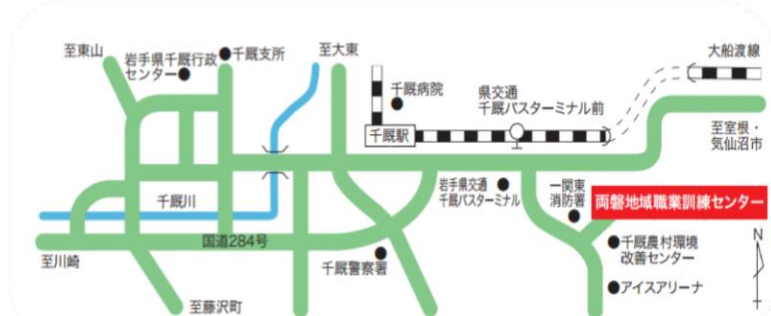 至東山
岩手県千厩行政
センター●
●千厩支所
至大東
大船渡線
千厩病院
県交通
千厩バスターミナル前
千厩駅
至室根・
気仙沼市
千厩川
岩手県交通
千厩バスターミナル
一関東
消防署
両磐地域職業訓練センター
N
国道284号
至川崎
千厩警察署
●千厩農村環境
改善センター
●アイスアリーナ
至藤沢町